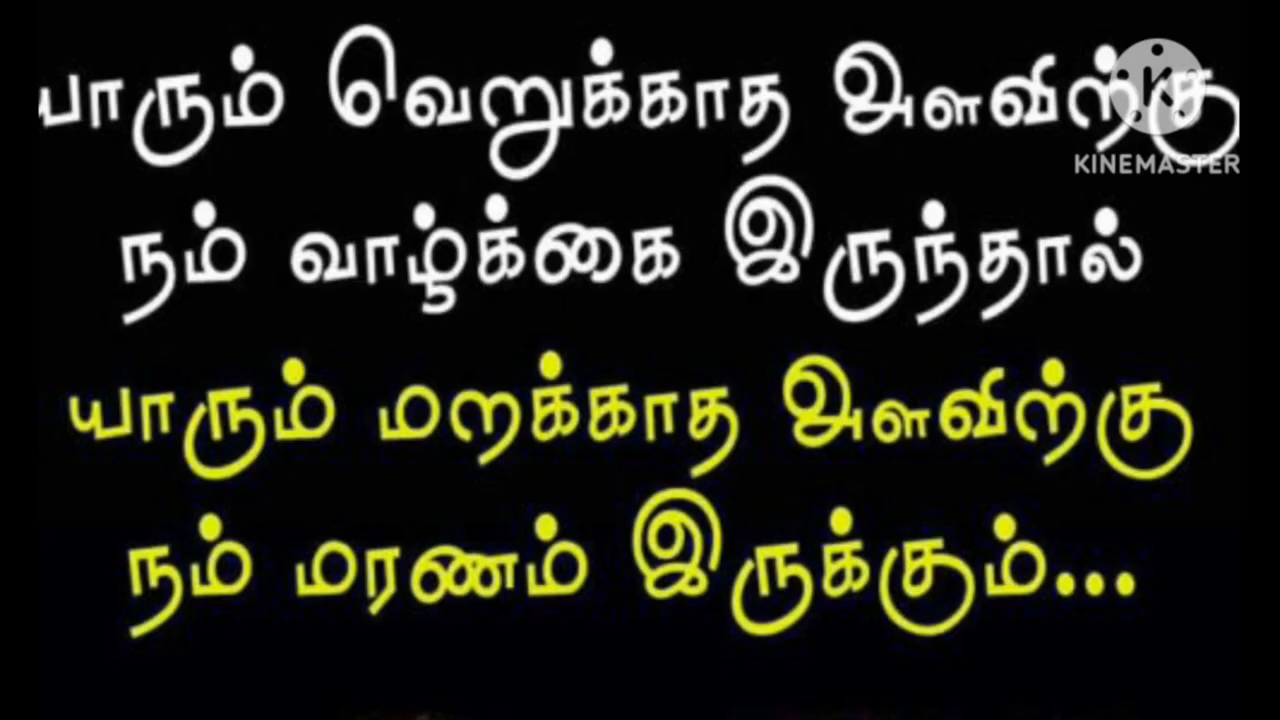 யாரும் வெறுக்காத அளவிற்கு
KINEMASTER
நம் வாழ்க்கை இருந்தால்
யாரும் மறக்காத அளவிற்கு
நம் மரணம் இருக்கும்...